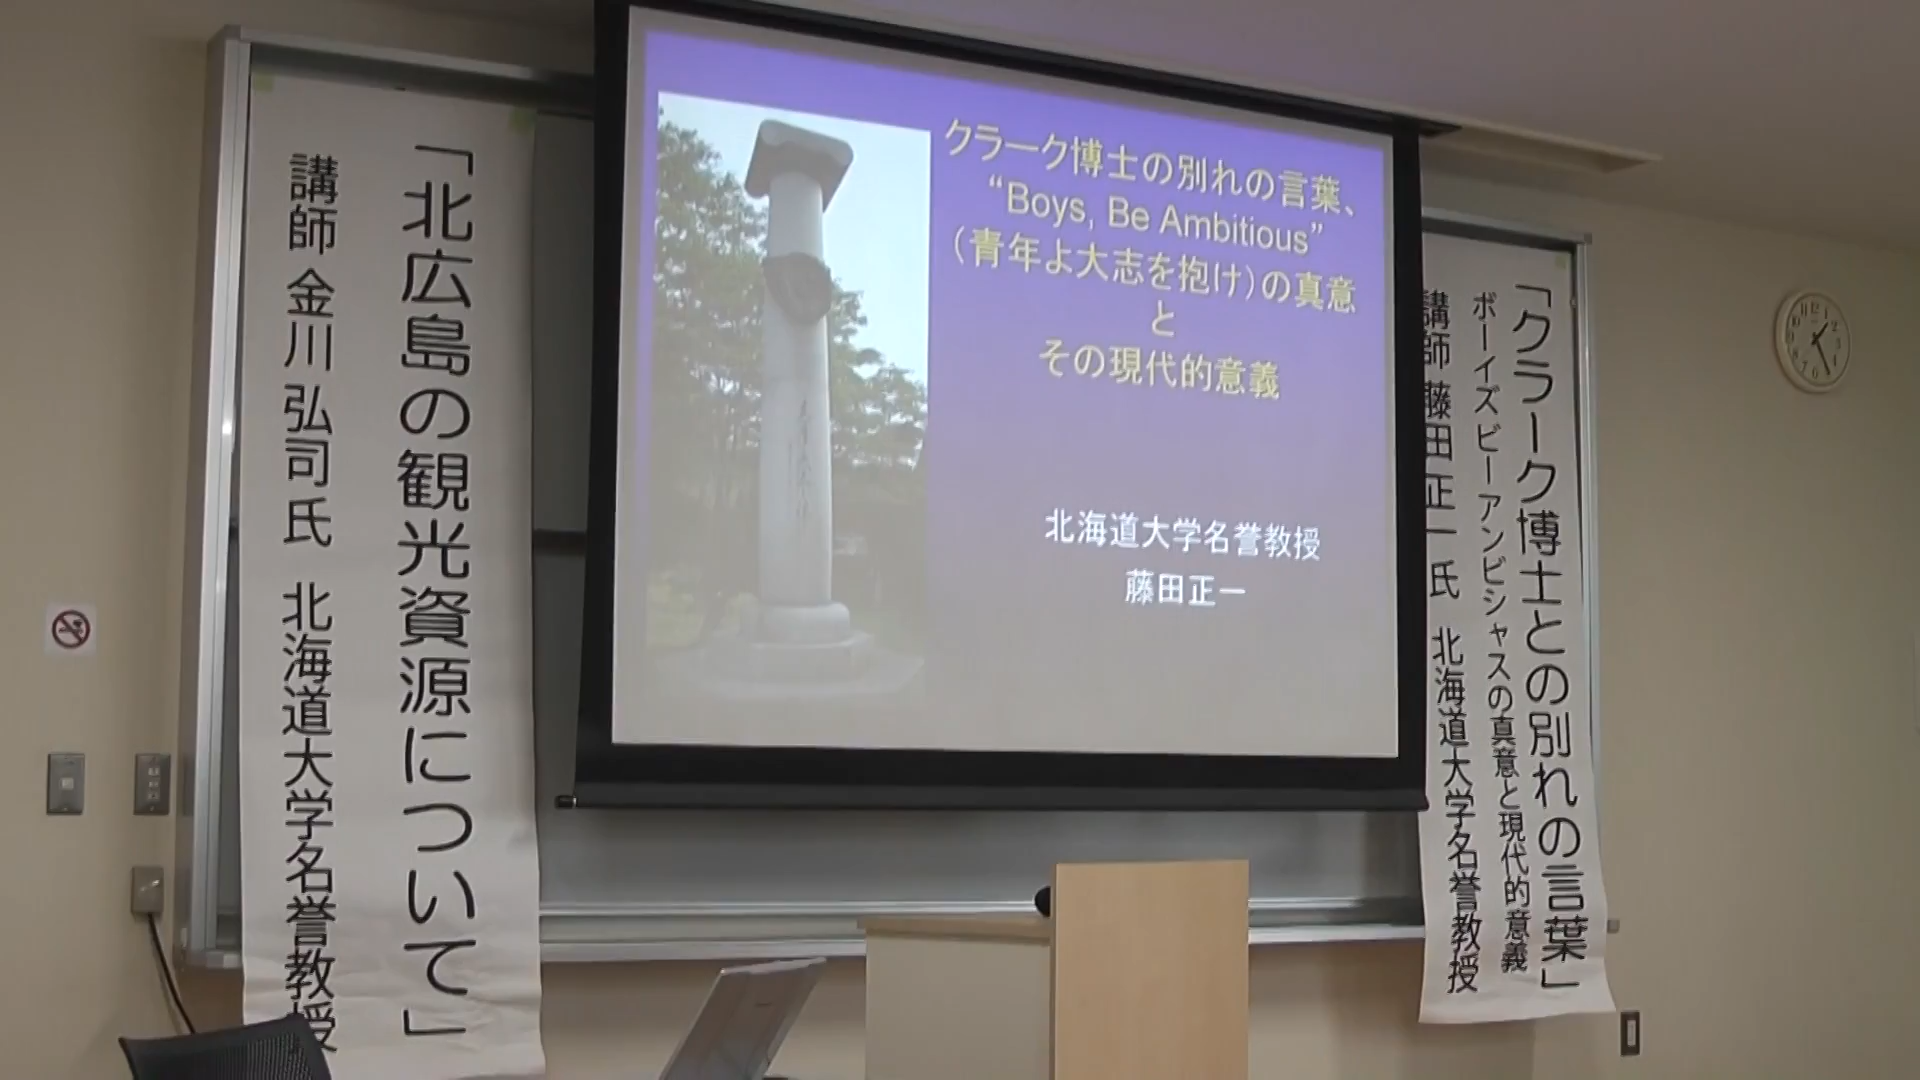 「北広島の観光資源について」
講師 金川 弘司 氏 北海道大学名誉教授
クラーク博士の別れの言葉、
“Boys, Be Ambitious”
（青年よ大志を抱け）の真意
と
その現代的意義
北海道大学名誉教授
藤田正一
「クラーク博士との別れの言葉」
ボーイズビーアンビシャスの真意と現代的意義
講師 藤田 正一 氏 北海道大学名誉教授